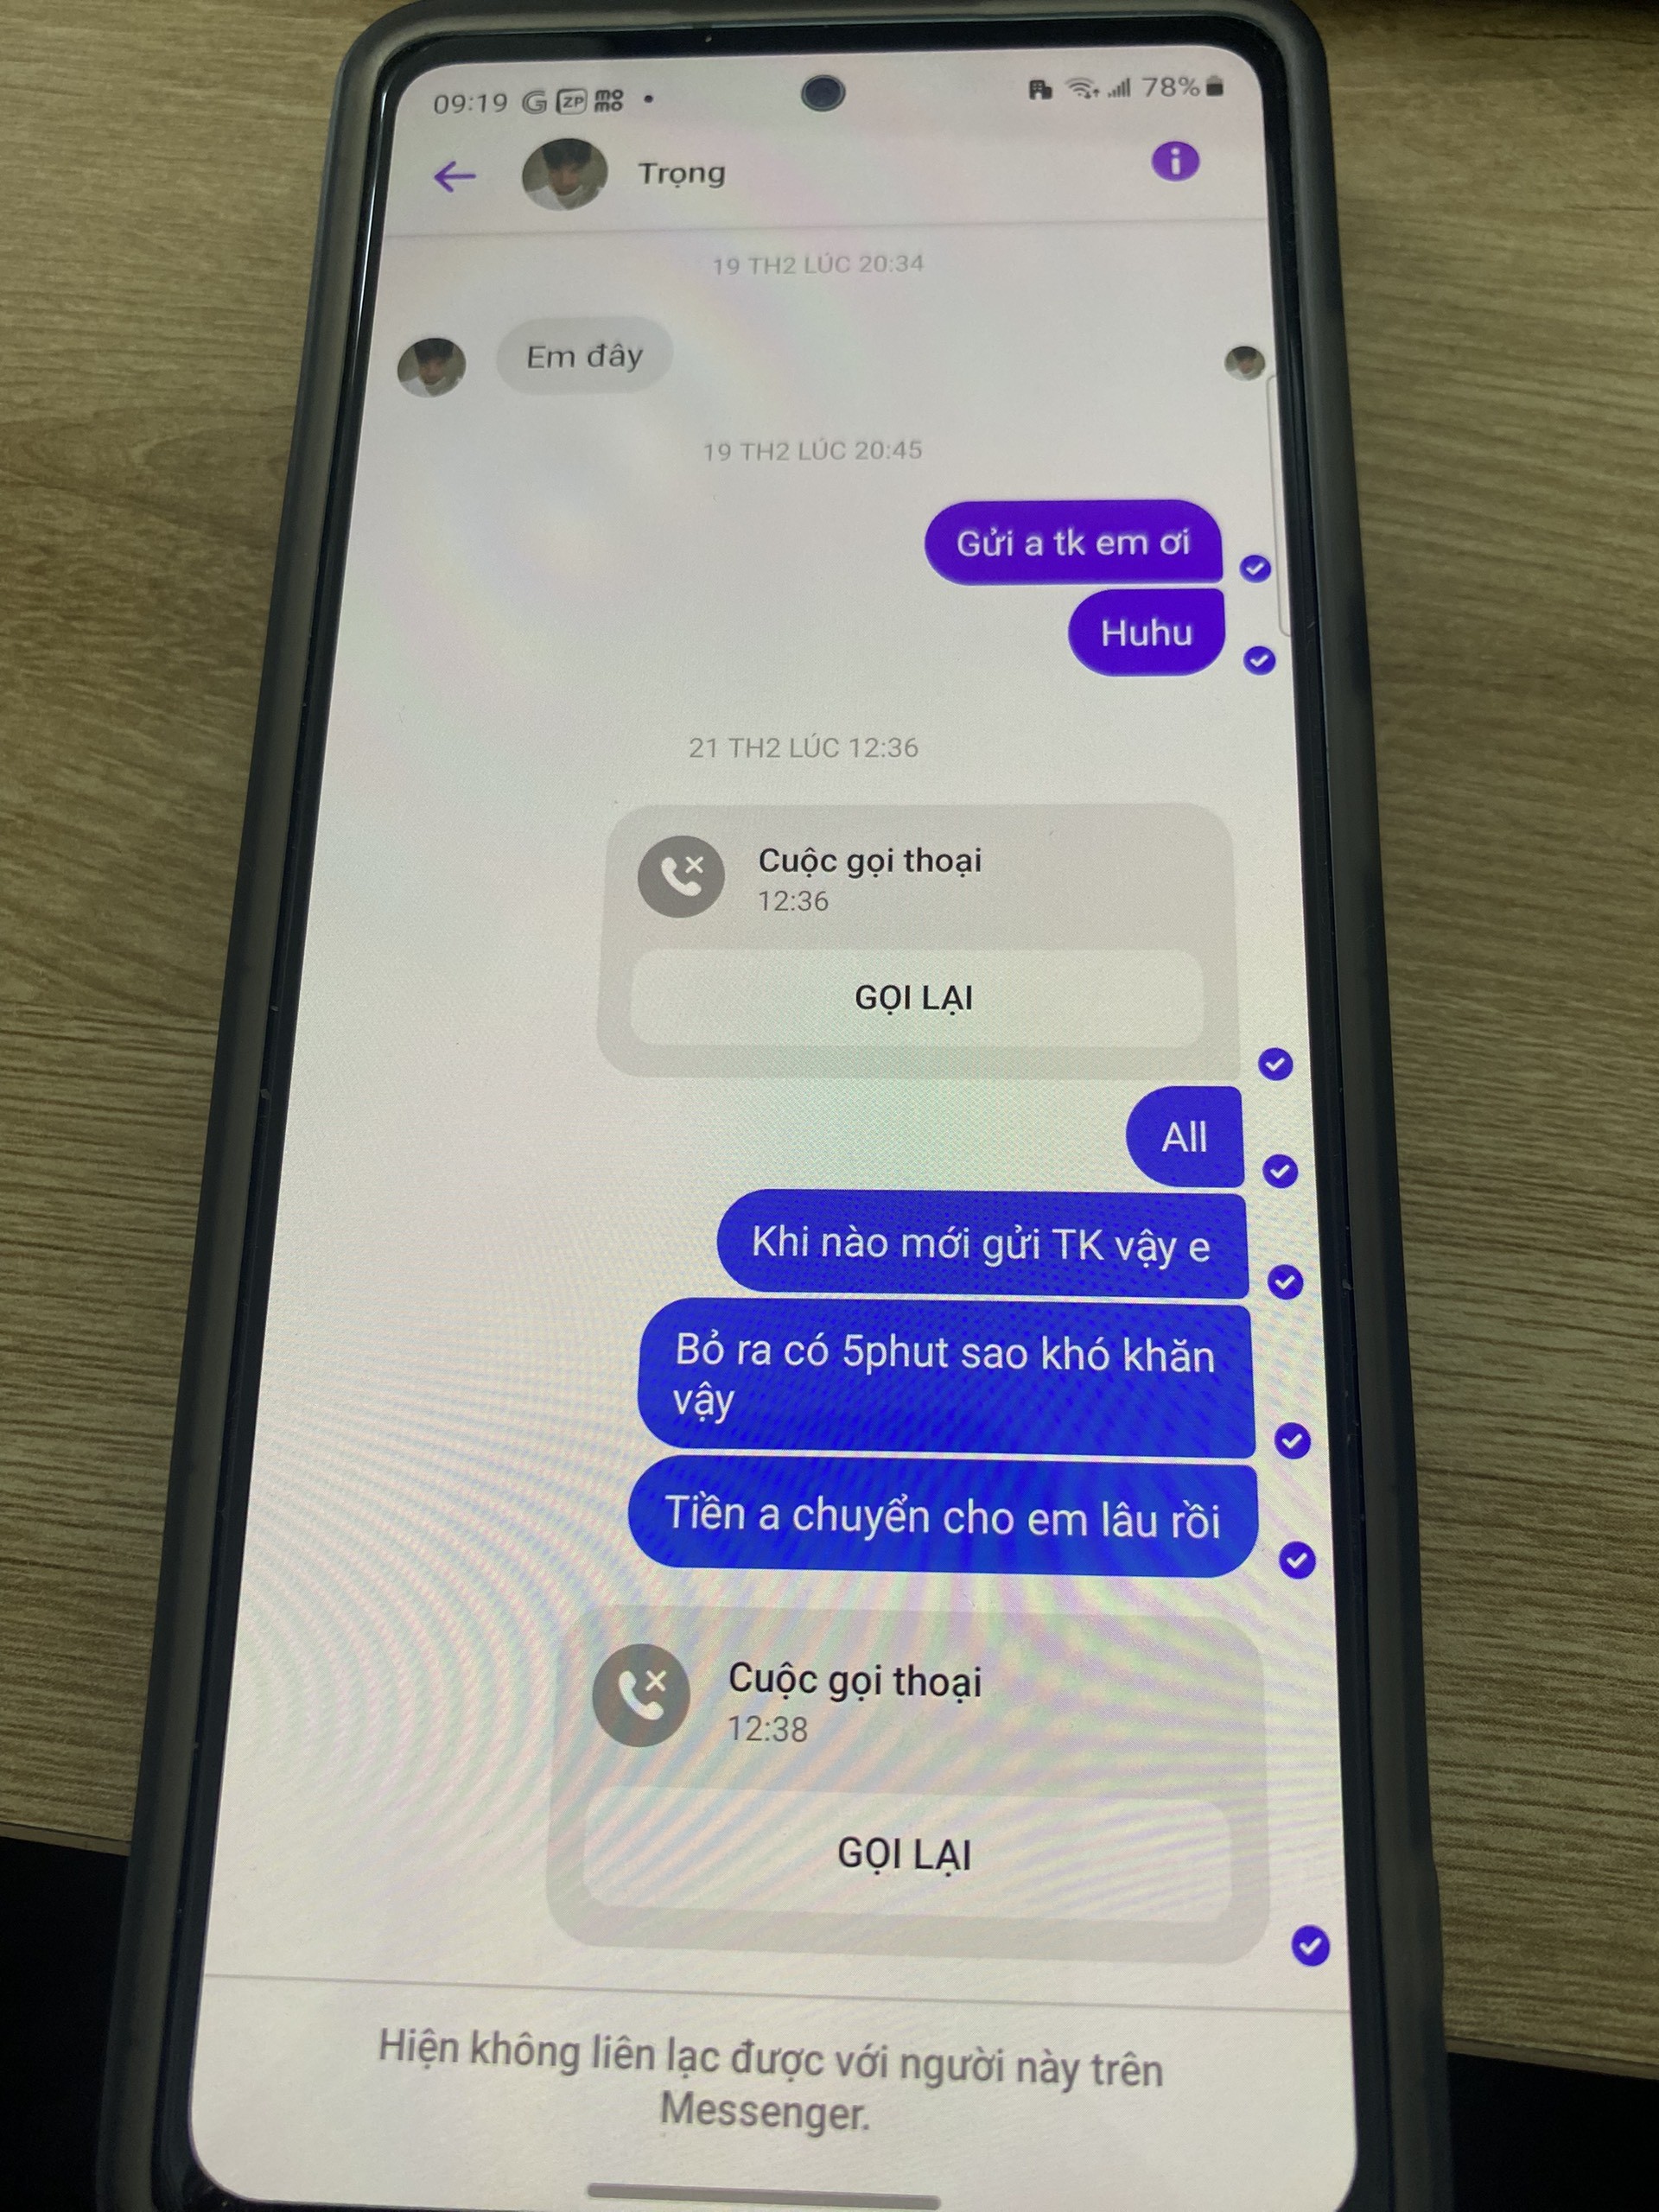 09:19 G ZP mo mo 78%
Trọng
19 TH2 LÚC 20:34
Em đây
19 TH2 LÚC 20:45
Gửi a tk em ơi
Huhu
21 TH2 LÚC 12:36
Cuộc gọi thoại
12:36
GỌI LẠI
All
Khi nào mới gửi TK vậy e
Bỏ ra có 5phut sao khó khăn
vậy
Tiền a chuyển cho em lâu rồi
Cuộc gọi thoại
12:38
GỌI LẠI
Hiện không liên lạc được với người này trên
Messenger.